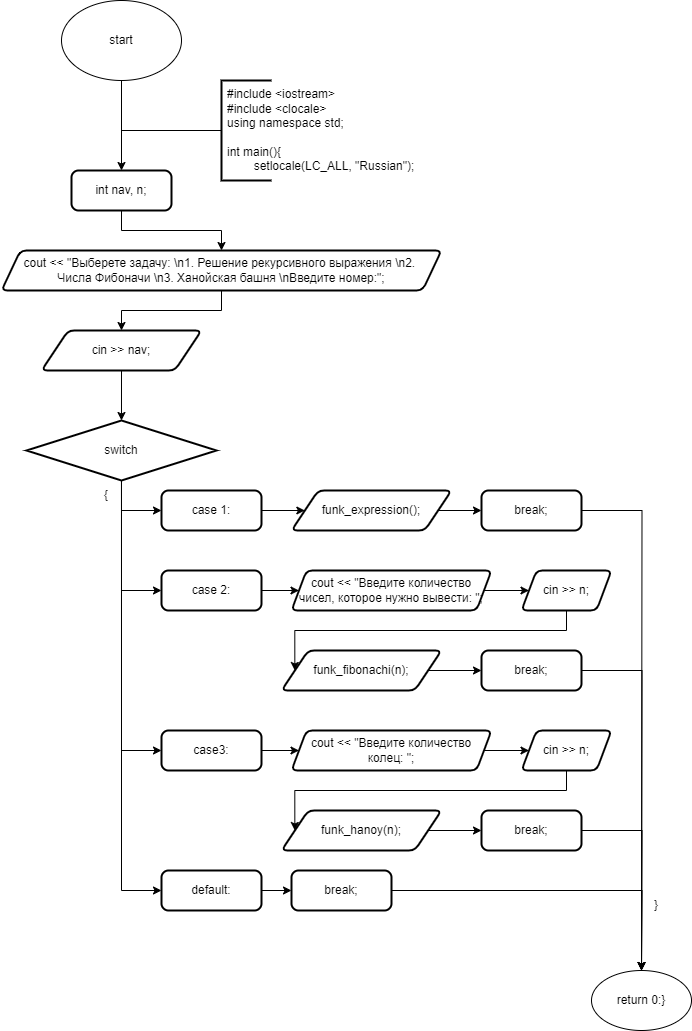 start
#include <iostream>
#include <clocale>
using namespace std;
int main(){
setlocale(LC_ALL, "Russian");
int nav, n;
cout << "Выберете задачу: \n1. Решение рекурсивного выражения \n2.
Числа Фибоначи \n3. Ханойская башня \nВведите номер:";
cin >> nav;
switch
{
case 1:
funk_expression();
break;
case 2:
cout << "Введите количество
чисел, которое нужно вывести: ";
cin >> n;
funk_fibonachi(n);
break;
case3:
cout << "Введите количество
колец: ";
cin >> n;
funk_hanoy(n);
break;
default:
break;
}
return 0:}